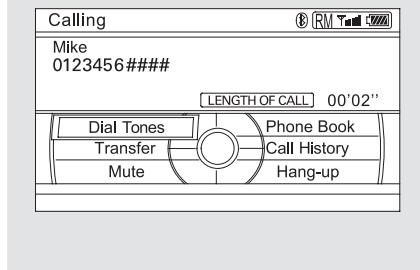 Calling RM
Mike
0123456####
LENGTH OF CALL 00'02''
Dial Tones Phone Book
Transfer Call History
Mute Hang-up